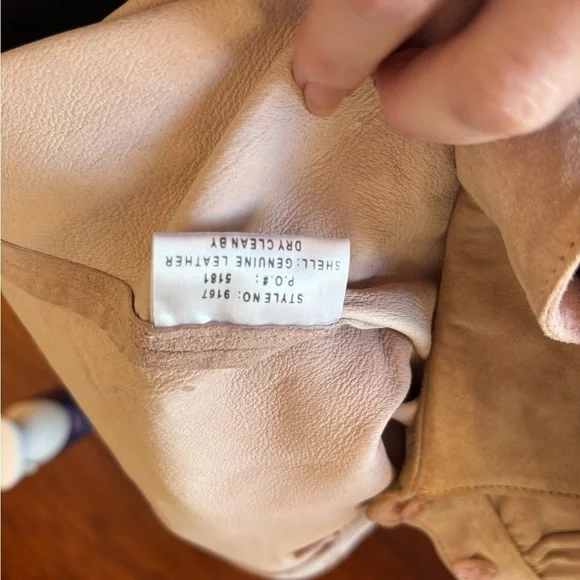 STYLE NO: 9167
P.O.#: 5181
SHELL: GENUINE LEATHER
DRY CLEAN BY